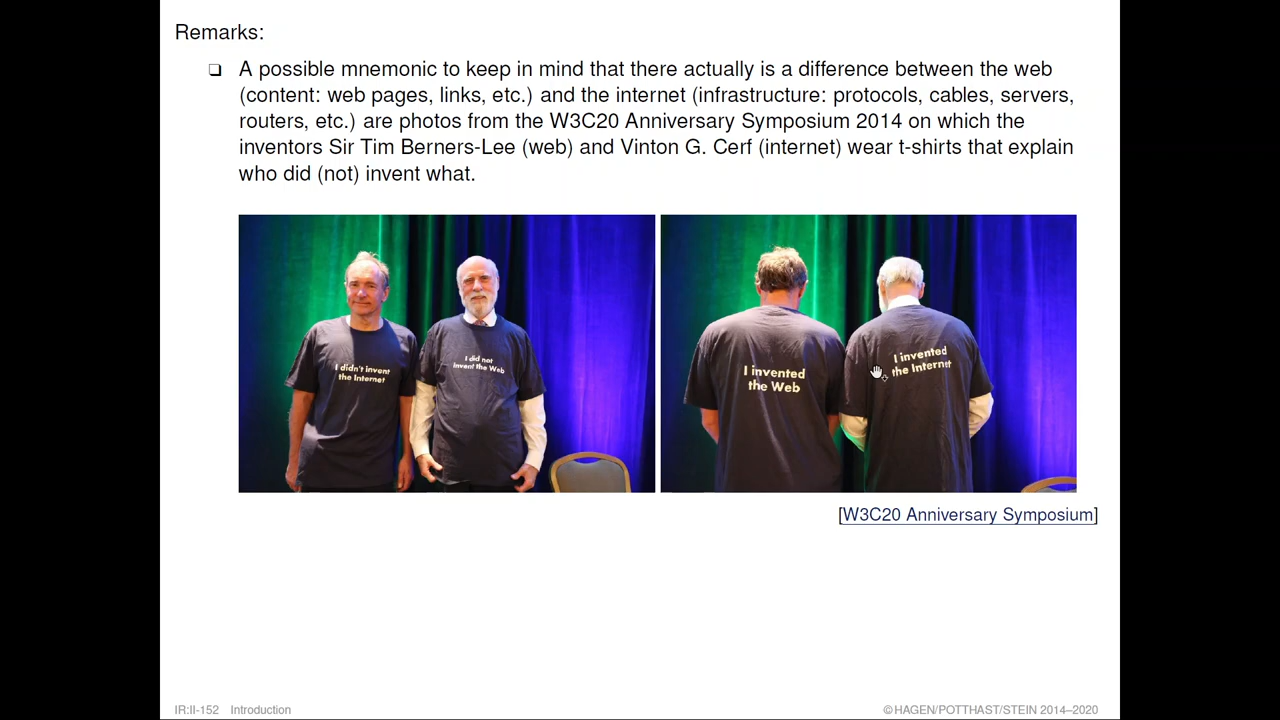 Remarks:
❑ A possible mnemonic to keep in mind that there actually is a difference between the web
(content: web pages, links, etc.) and the internet (infrastructure: protocols, cables, servers,
routers, etc.) are photos from the W3C20 Anniversary Symposium 2014 on which the
inventors Sir Tim Berners-Lee (web) and Vinton G. Cerf (internet) wear t-shirts that explain
who did (not) invent what.
I didn't invent
the Internet
I did not
invent the Web
I invented
the Web
I invented
the Internet
[W3C20 Anniversary Symposium]
IR:II-152 Introduction
©HAGEN/POTTHAST/STEIN 2014–2020